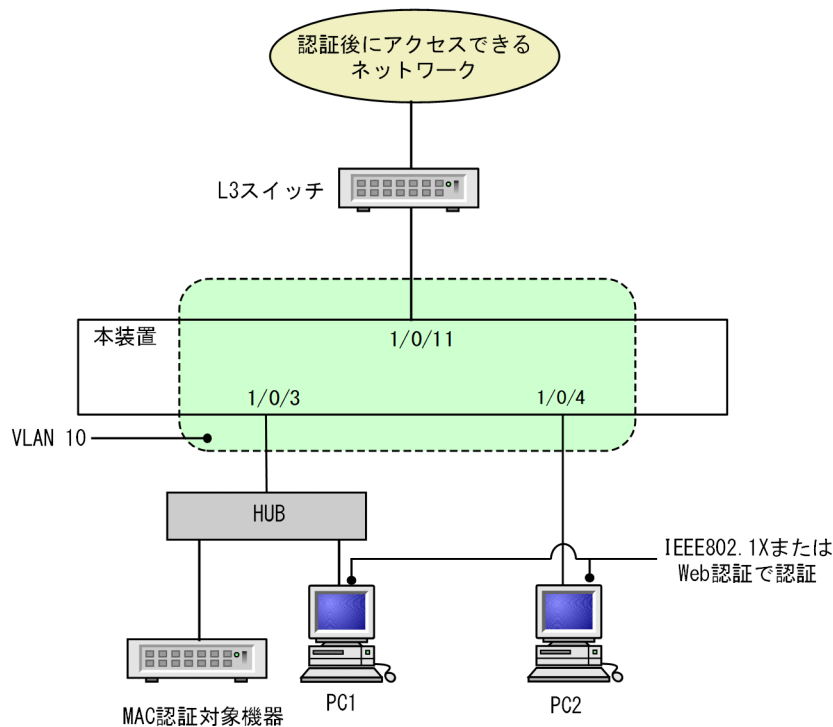 認証後にアクセスできる
ネットワーク
L3スイッチ
本装置
1/0/11
1/0/3
1/0/4
VLAN 10
HUB
IEEE802.1Xまたは
Web認証で認証
MAC認証対象機器
PC1
PC2